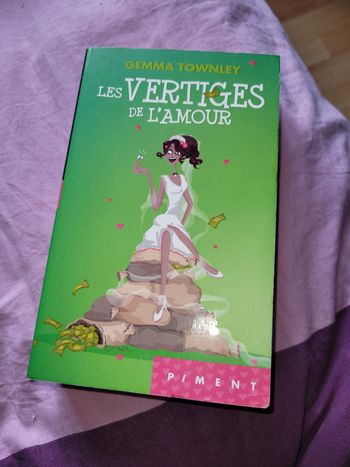 GEMMA TOWNLEY
LES VERTIGES
DE L'AMOUR
PIMENT